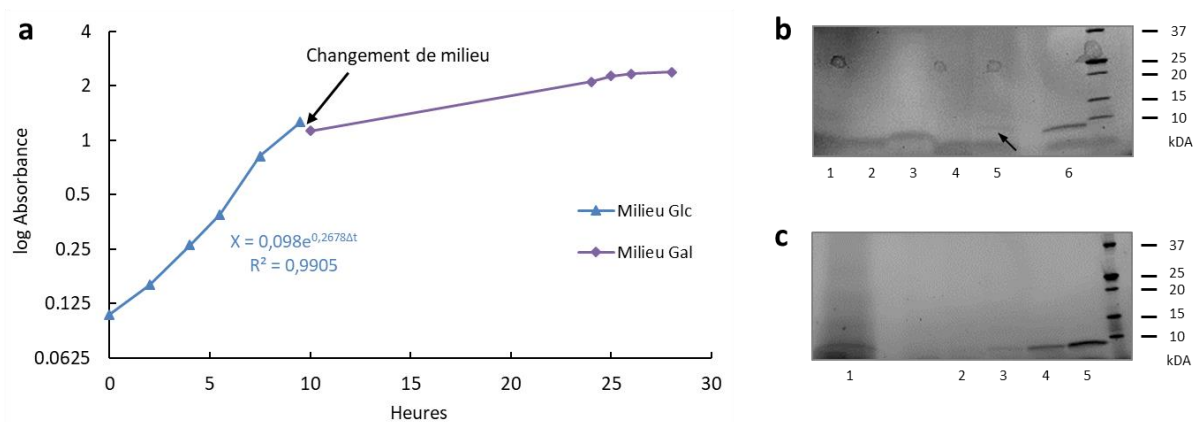 a
4
2
1
0.5
0.25
0.125
0.0625
log Absorbance
0
5
10
15
20
25
30
Heures
Changement de milieu
X = 0,098e^0,2678Δt
R² = 0,9905
Milieu Glc
Milieu Gal
b
37
25
20
15
10
kDA
1 2 3 4 5 6
c
37
25
20
15
10
kDA
1 2 3 4 5